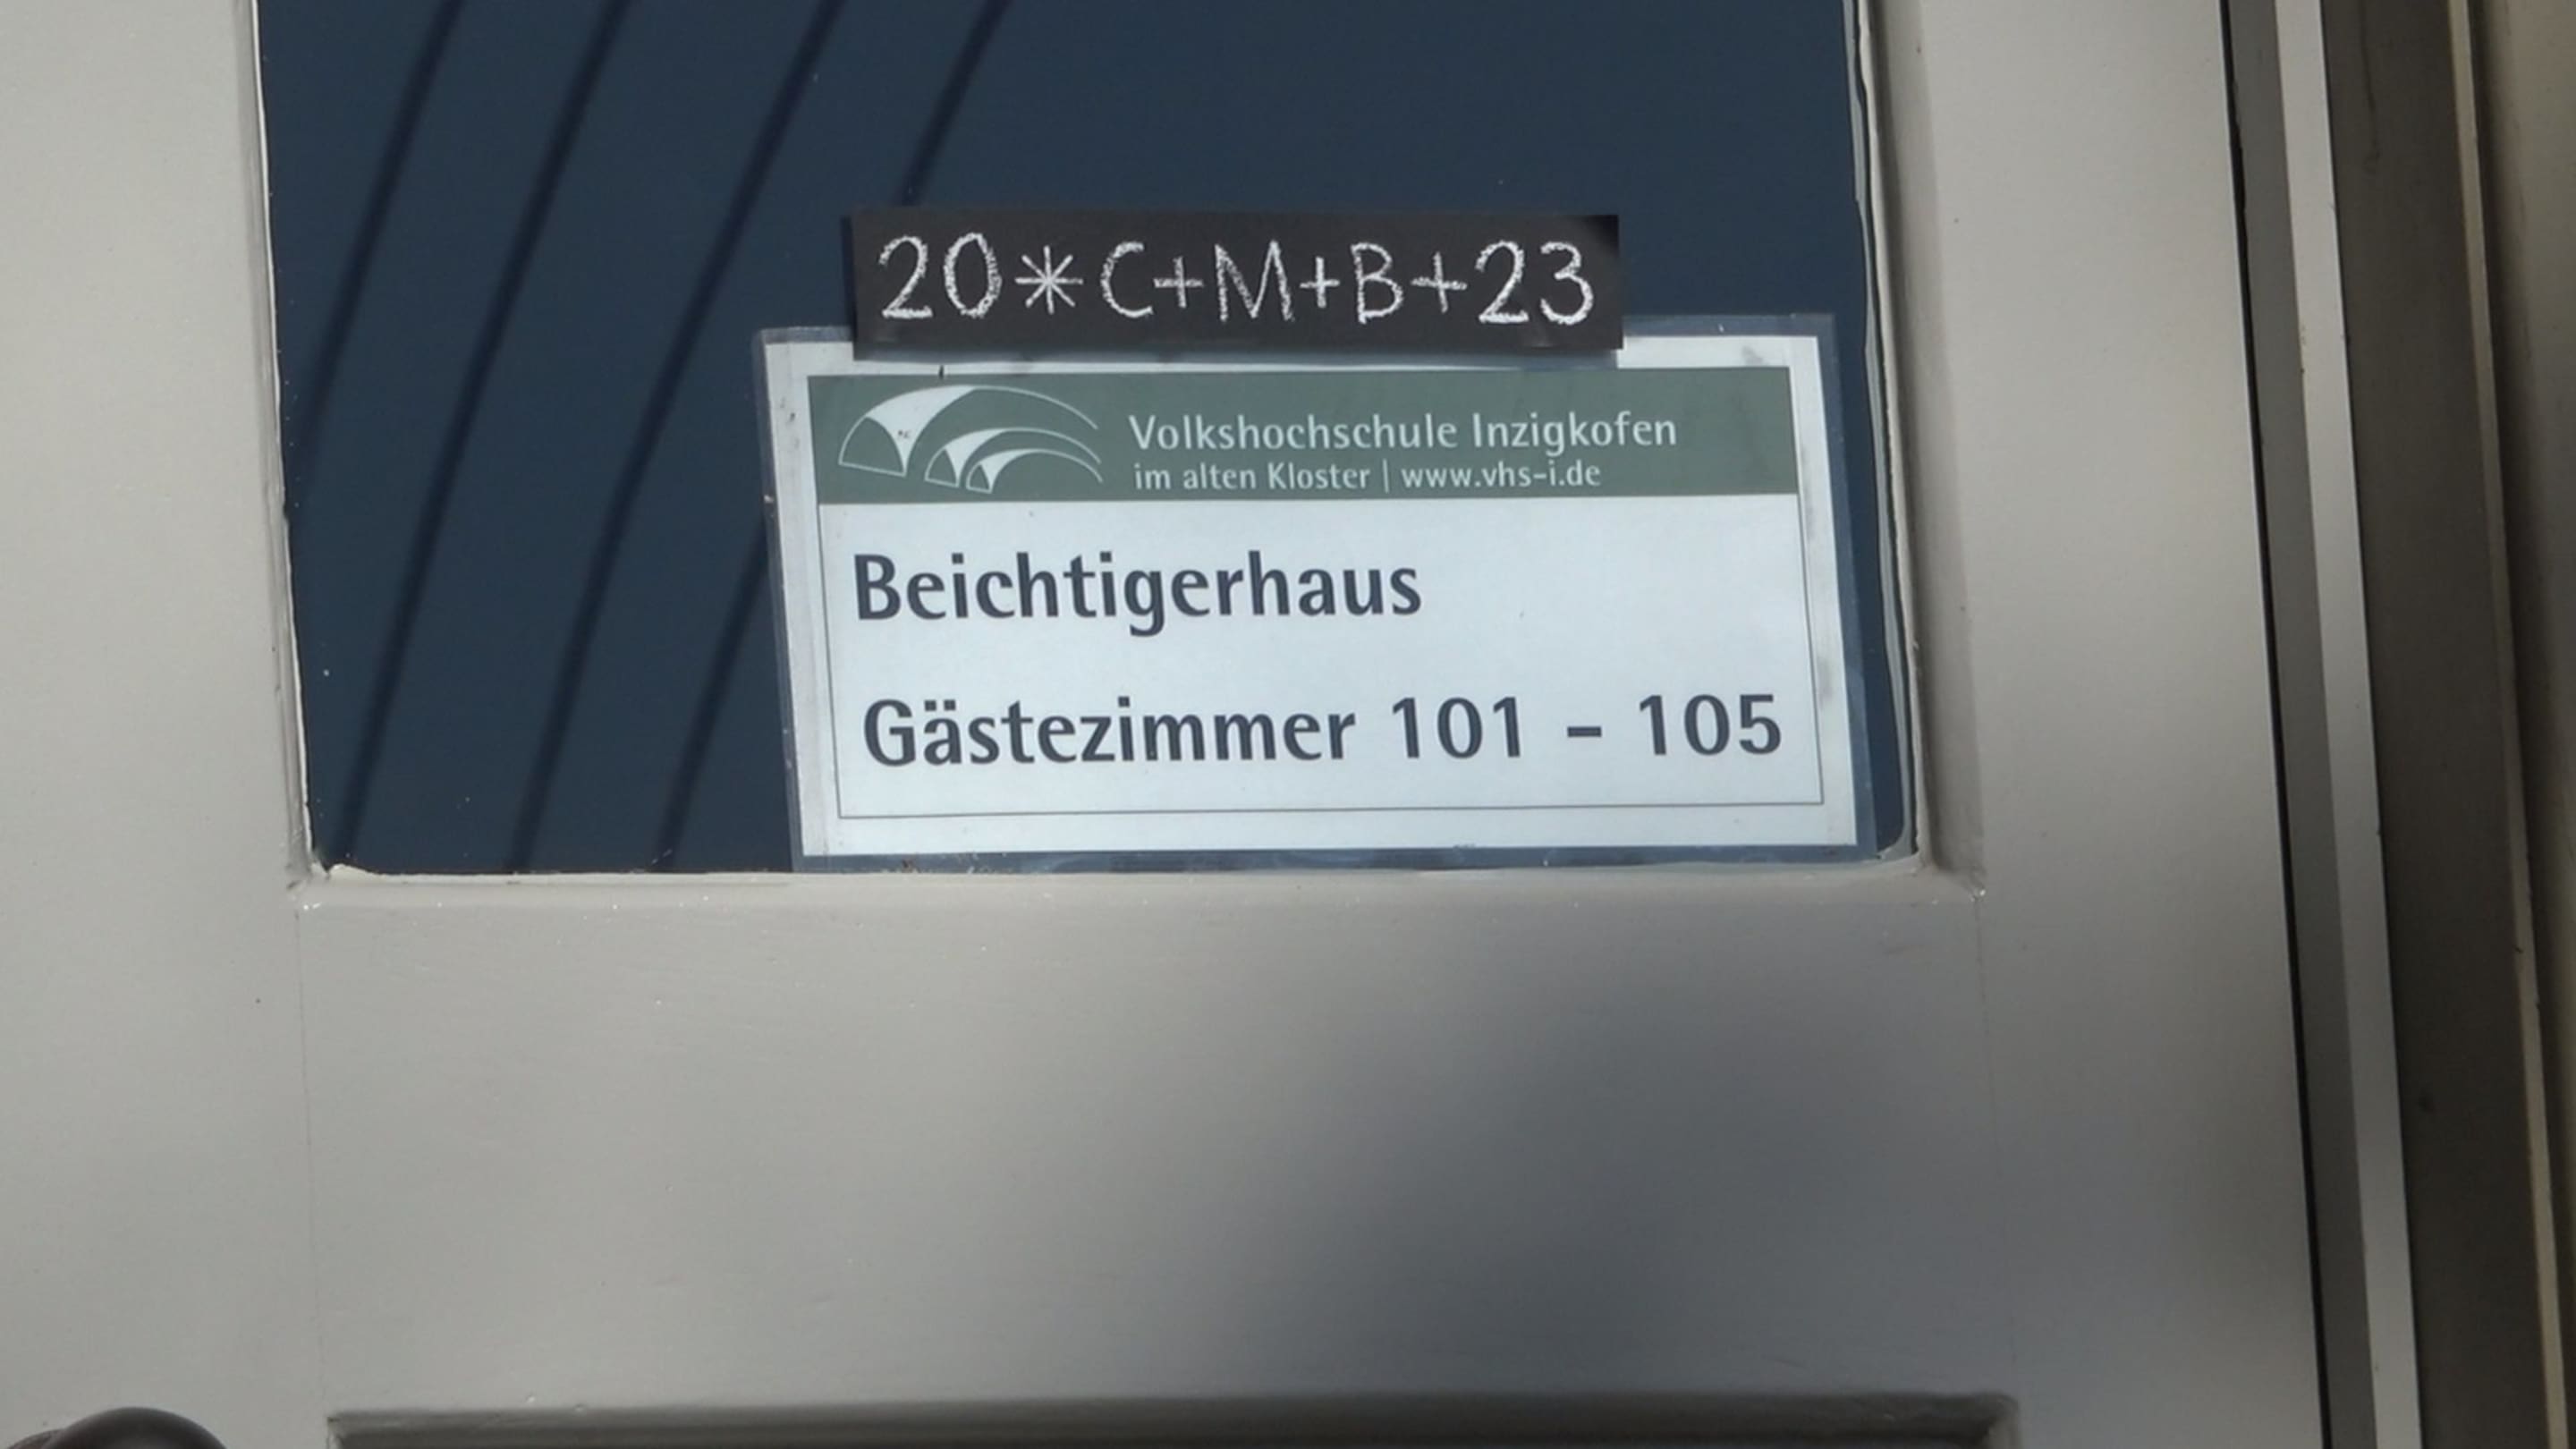 20*C+M+B+23
Volkshochschule Inzigkofen
im alten Kloster | www.vhs-i.de
Beichtigerhaus
Gästezimmer 101 - 105